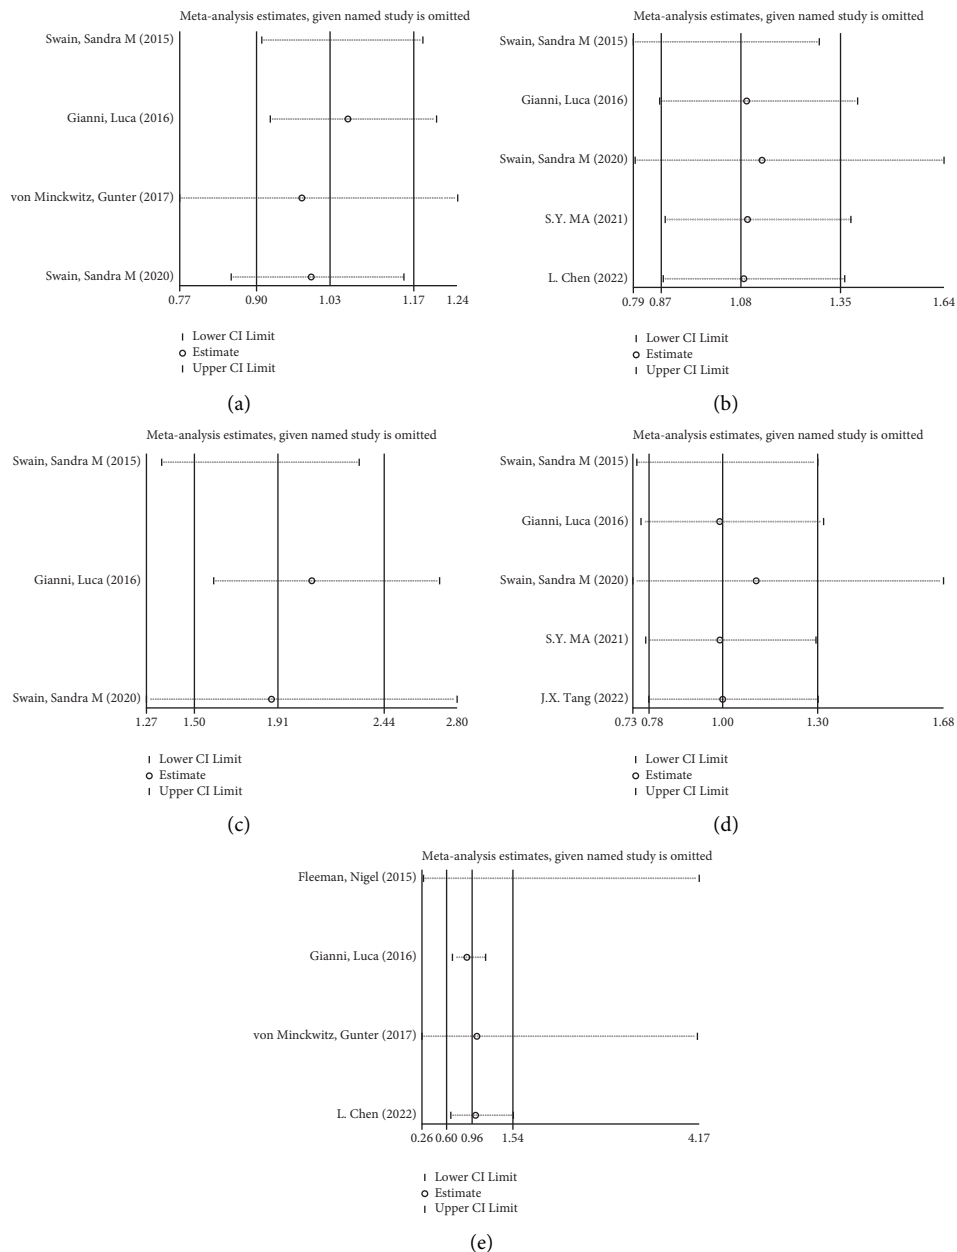 Meta-analysis estimates, given named study is omitted
Swain, Sandra M (2015)
Gianni, Luca (2016)
von Minckwitz, Gunter (2017)
Swain, Sandra M (2020)
0.77 0.90 1.03 1.17 1.24
Lower CI Limit
Estimate
Upper CI Limit
(a)
Meta-analysis estimates, given named study is omitted
Swain, Sandra M (2015)
Gianni, Luca (2016)
Swain, Sandra M (2020)
S.Y. MA (2021)
L. Chen (2022)
0.79 0.87 1.08 1.35 1.64
Lower CI Limit
Estimate
Upper CI Limit
(b)
Meta-analysis estimates, given named study is omitted
Swain, Sandra M (2015)
Gianni, Luca (2016)
Swain, Sandra M (2020)
1.27 1.50 1.91 2.44 2.80
Lower CI Limit
Estimate
Upper CI Limit
(c)
Meta-analysis estimates, given named study is omitted
Swain, Sandra M (2015)
Gianni, Luca (2016)
Swain, Sandra M (2020)
S.Y. MA (2021)
J.X. Tang (2022)
0.73 0.78 1.00 1.30 1.68
Lower CI Limit
Estimate
Upper CI Limit
(d)
Meta-analysis estimates, given named study is omitted
Fleeman, Nigel (2015)
Gianni, Luca (2016)
von Minckwitz, Gunter (2017)
L. Chen (2022)
0.26 0.60 0.96 1.54 4.17
Lower CI Limit
Estimate
Upper CI Limit
(e)